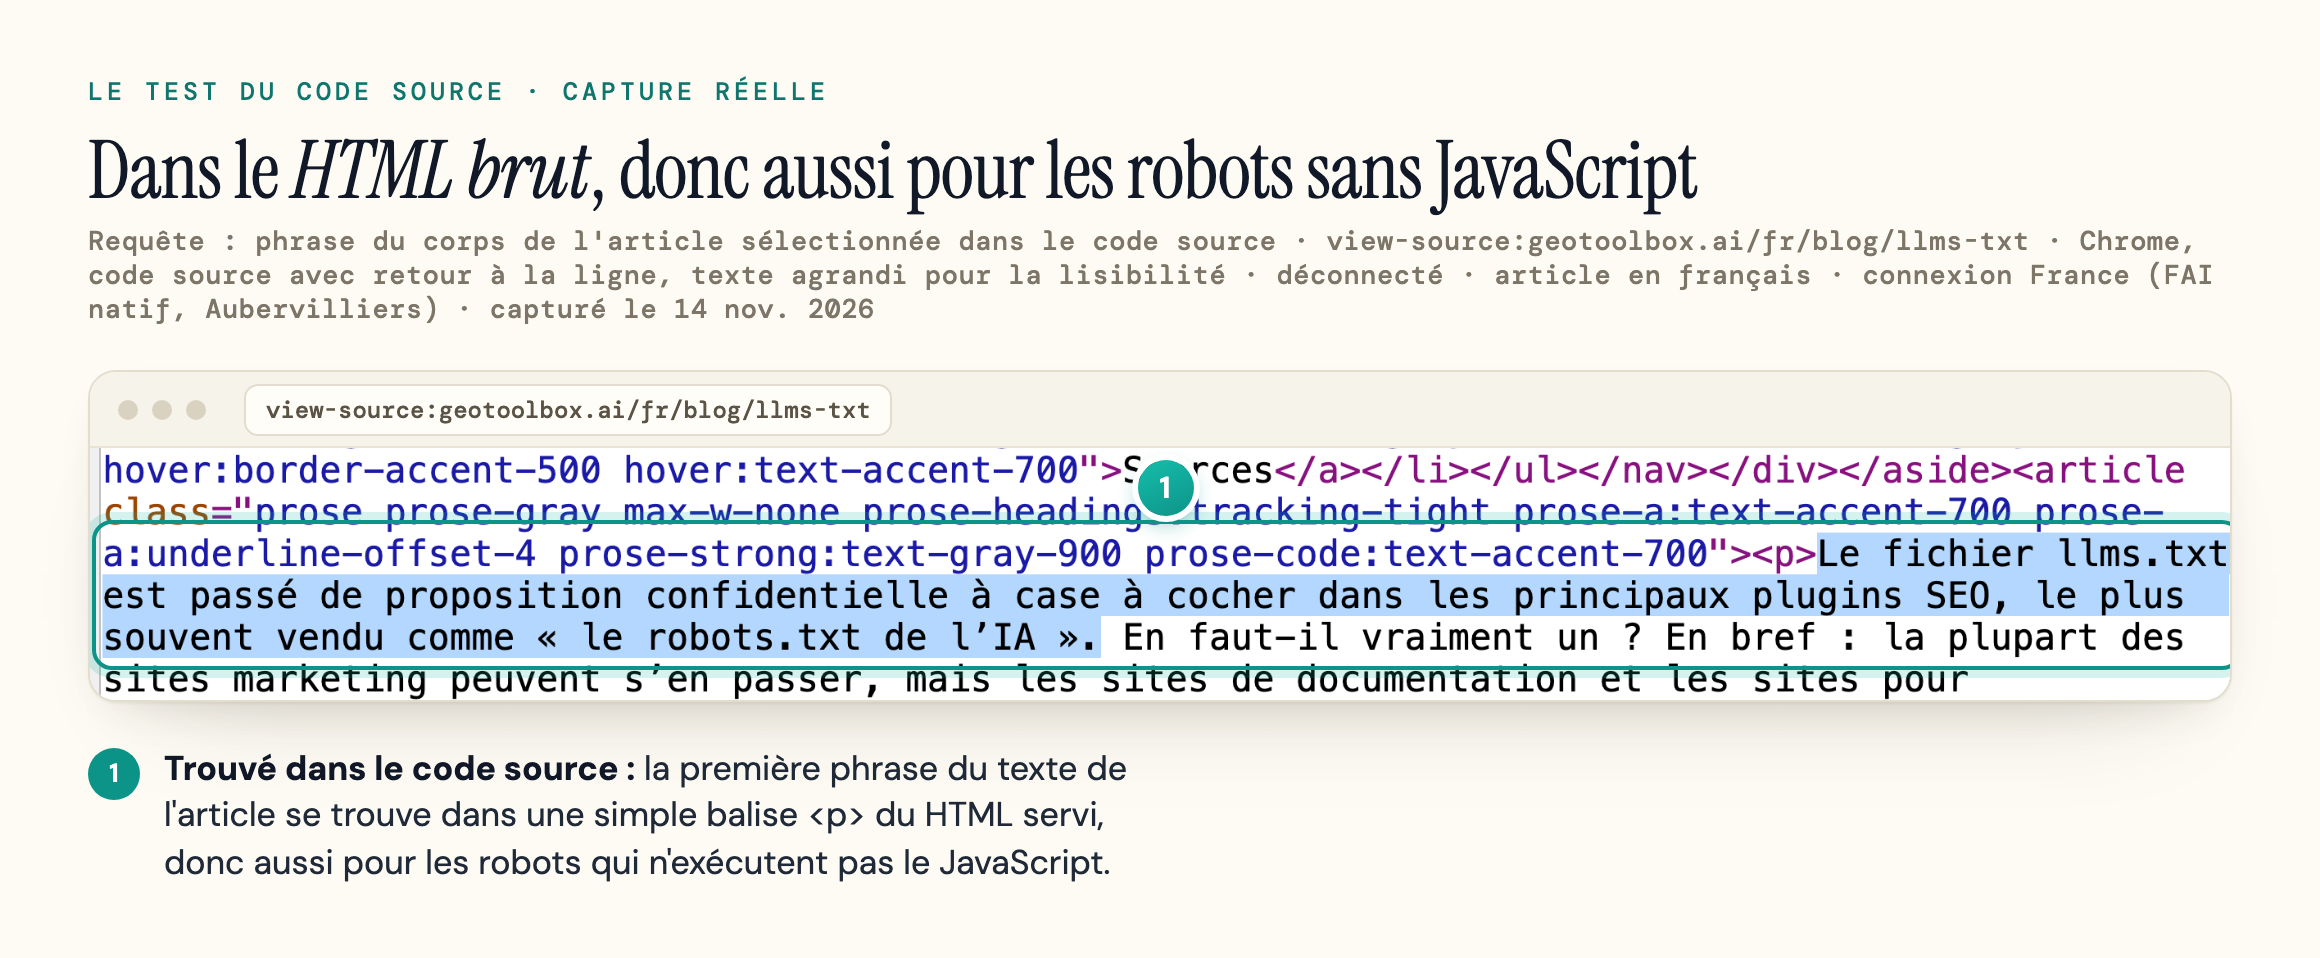 LE TEST DU CODE SOURCE · CAPTURE RÉELLE
Dans le HTML brut, donc aussi pour les robots sans JavaScript
Requête : phrase du corps de l'article sélectionnée dans le code source · view-source:geotoolbox.ai/fr/blog/llms-txt · Chrome,
code source avec retour à la ligne, texte agrandi pour la lisibilité · déconnecté · article en français · connexion France (FAI
natif, Aubervilliers) · capturé le 14 nov. 2026
view-source:geotoolbox.ai/fr/blog/llms-txt
hover:border-accent-500 hover:text-accent-700">S rces</a></li></ul></nav></div></aside><article
1
class="prose prose-gray max-w-none prose-headings:tracking-tight prose-a:text-accent-700 prose-
a:underline-offset-4 prose-strong:text-gray-900 prose-code:text-accent-700"><p>Le fichier llms.txt
est passé de proposition confidentielle à case à cocher dans les principaux plugins SEO, le plus
souvent vendu comme « le robots.txt de l’IA ». En faut-il vraiment un ? En bref : la plupart des
sites marketing peuvent s’en passer, mais les sites de documentation et les sites pour
1 Trouvé dans le code source : la première phrase du texte de
l'article se trouve dans une simple balise <p> du HTML servi,
donc aussi pour les robots qui n'exécutent pas le JavaScript.